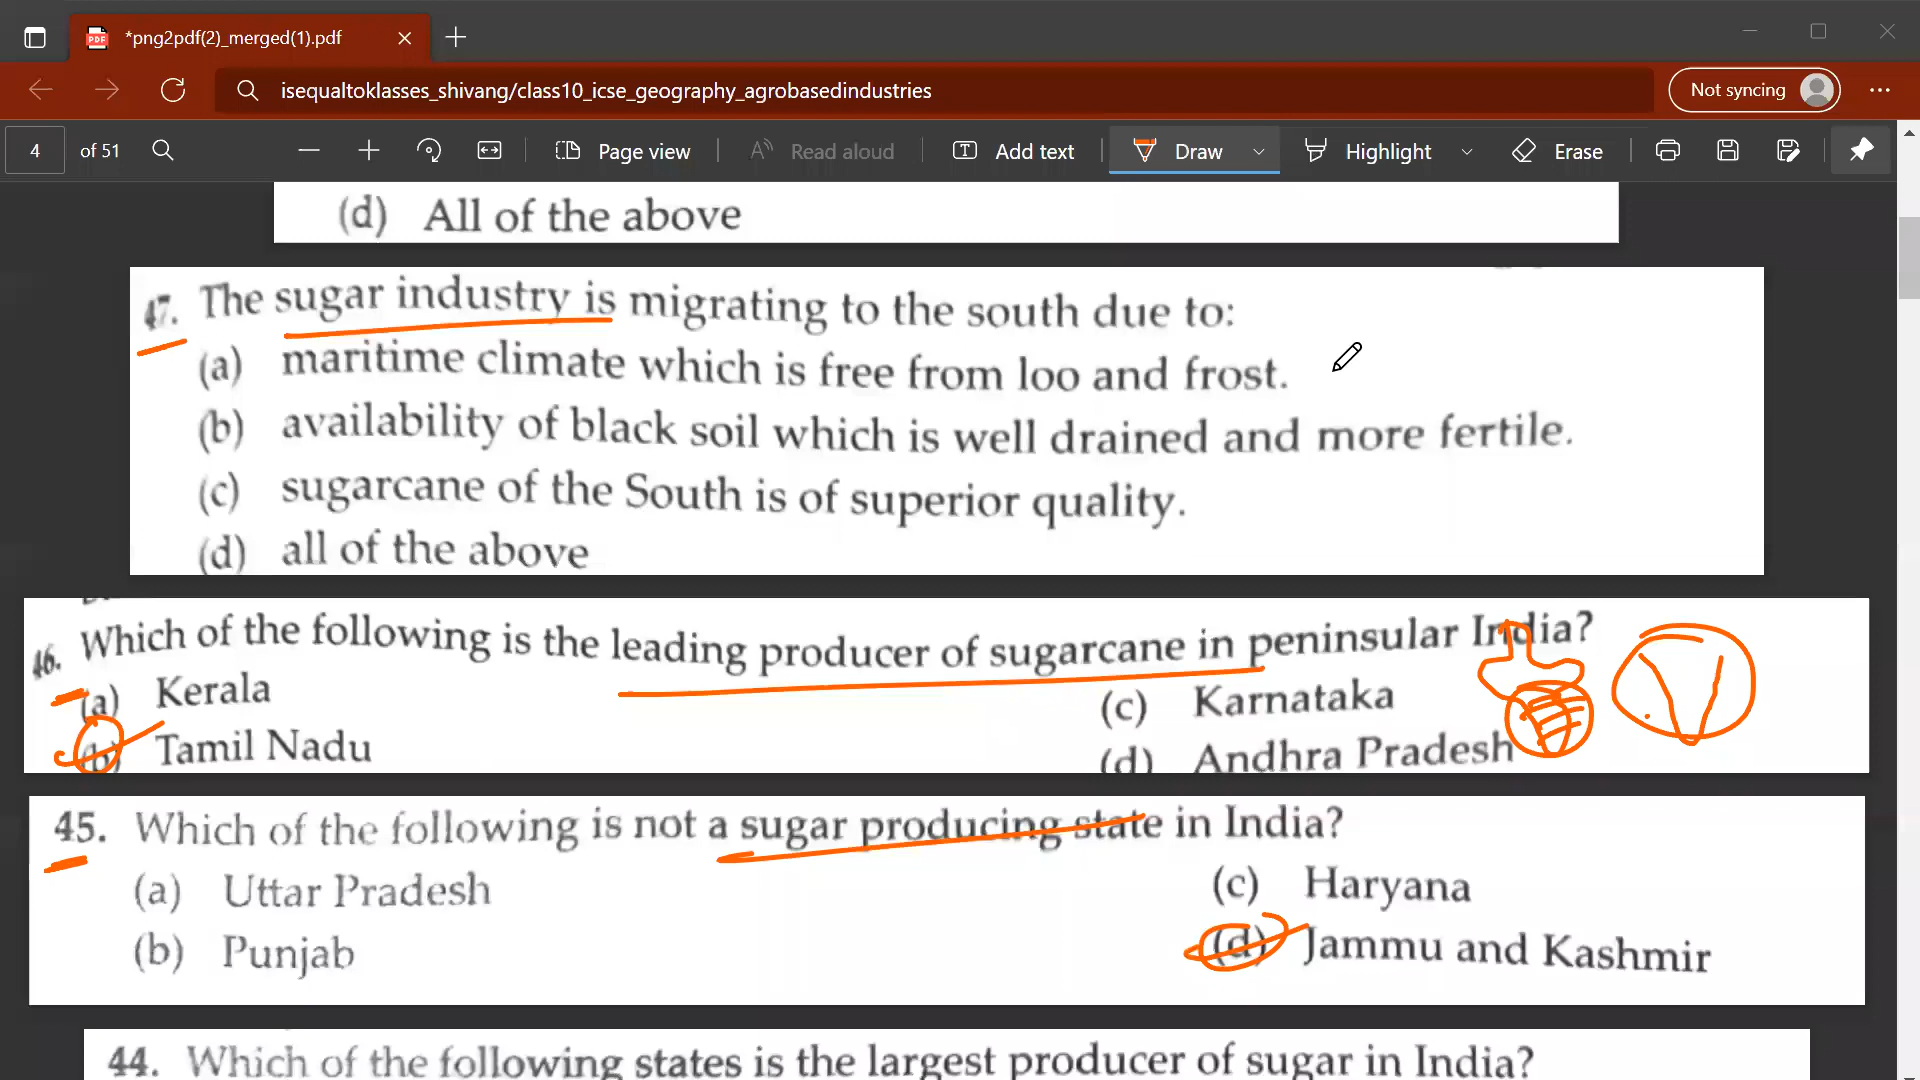 *png2pdf(2)_merged(1).pdf
isequaltoklasses_shivang/class10_icse_geography_agrobasedindustries
Not syncing
4 of 51
Page view
Read aloud
Add text
Draw
Highlight
Erase
(d) All of the above
47. The sugar industry is migrating to the south due to:
(a) maritime climate which is free from loo and frost.
(b) availability of black soil which is well drained and more fertile.
(c) sugarcane of the South is of superior quality.
(d) all of the above
46. Which of the following is the leading producer of sugarcane in peninsular India?
(a) Kerala
(b) Tamil Nadu
(c) Karnataka
(d) Andhra Pradesh
45. Which of the following is not a sugar producing state in India?
(a) Uttar Pradesh
(b) Punjab
(c) Haryana
(d) Jammu and Kashmir
44. Which of the following states is the largest producer of sugar in India?